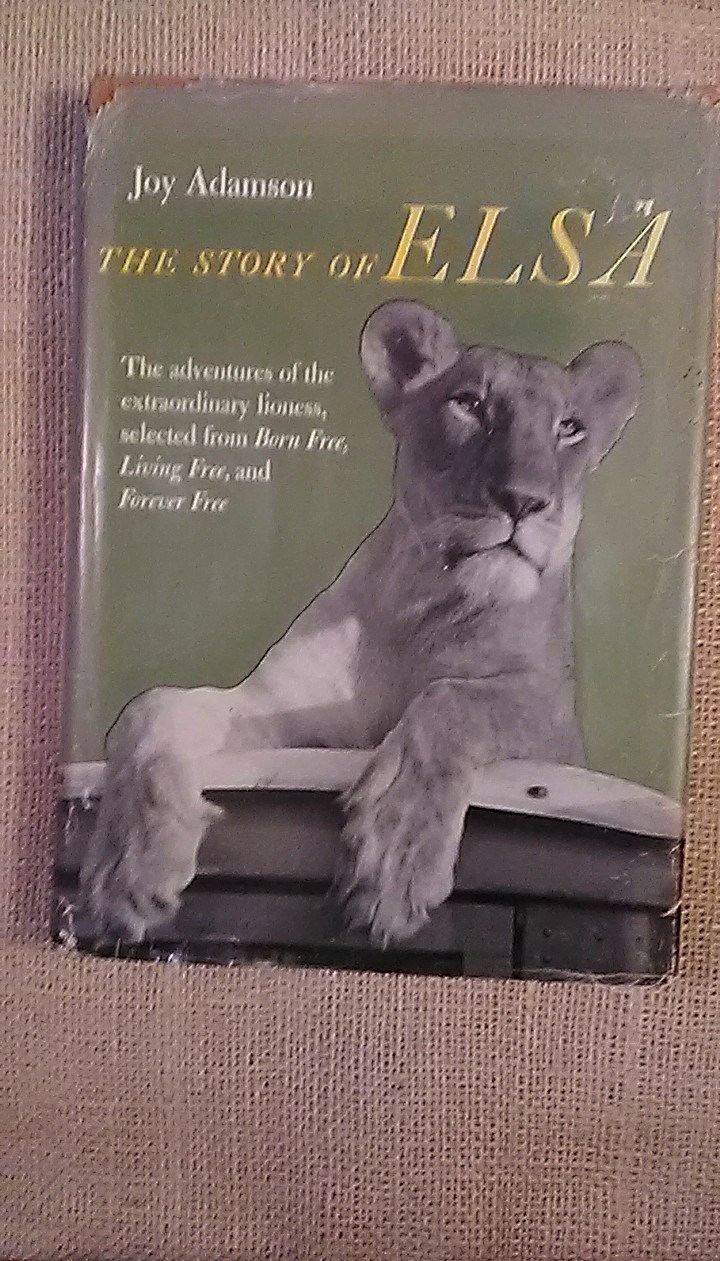 Joy Adamson
THE STORY OF ELSA
The adventures of the
extraordinary lioness,
selected from Born Free,
Living Free, and
Forever Free